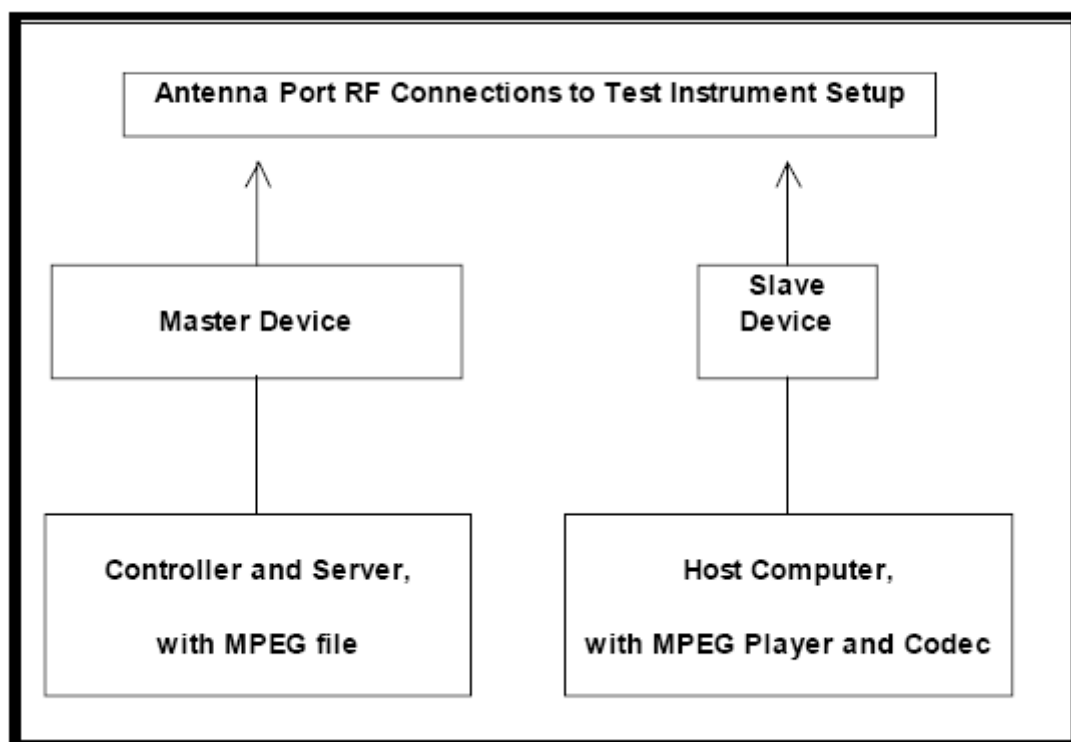 Antenna Port RF Connections to Test Instrument Setup
Master Device
Slave
Device
Controller and Server,
with MPEG file
Host Computer,
with MPEG Player and Codec